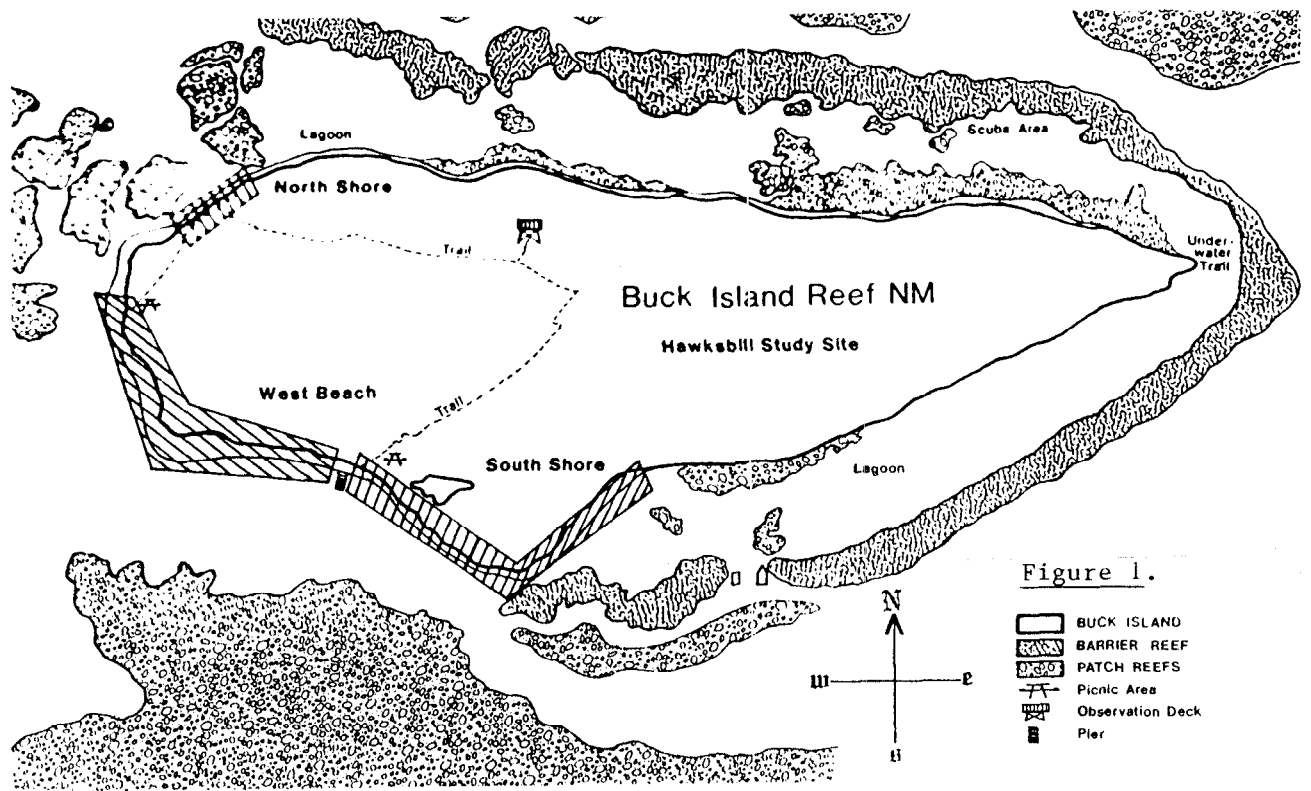 Lagoon
Scuba Area
North Shore
Trail
Under-
water
Trail
Buck Island Reef NM
Hawksbill Study Site
West Beach
Trail
South Shore
Lagoon
Figure 1.
N
W
e
s
BUCK ISLAND
BARRIER REEF
PATCH REEFS
Picnic Area
Observation Deck
Pier